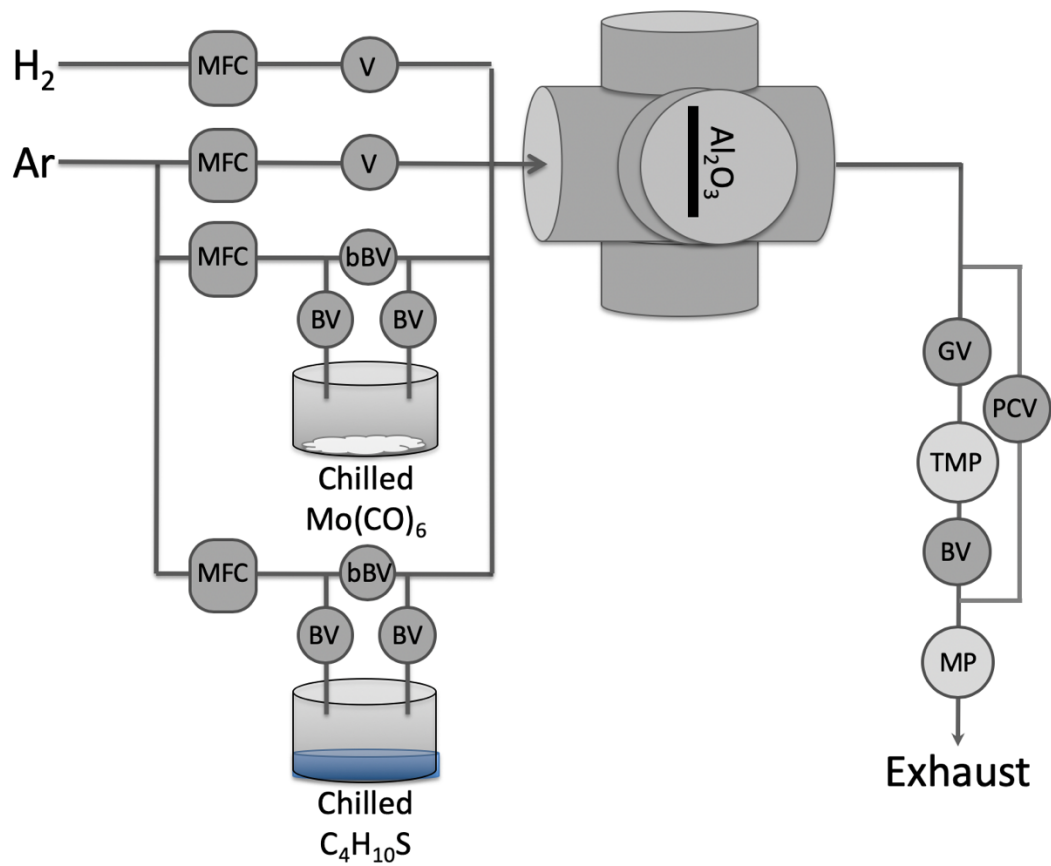 H₂
MFC
V
Ar
MFC
V
Al₂O₃
MFC
bBV
BV
BV
Chilled
Mo(CO)₆
MFC
bBV
BV
BV
Chilled
C₄H₁₀S
GV
PCV
TMP
BV
MP
Exhaust